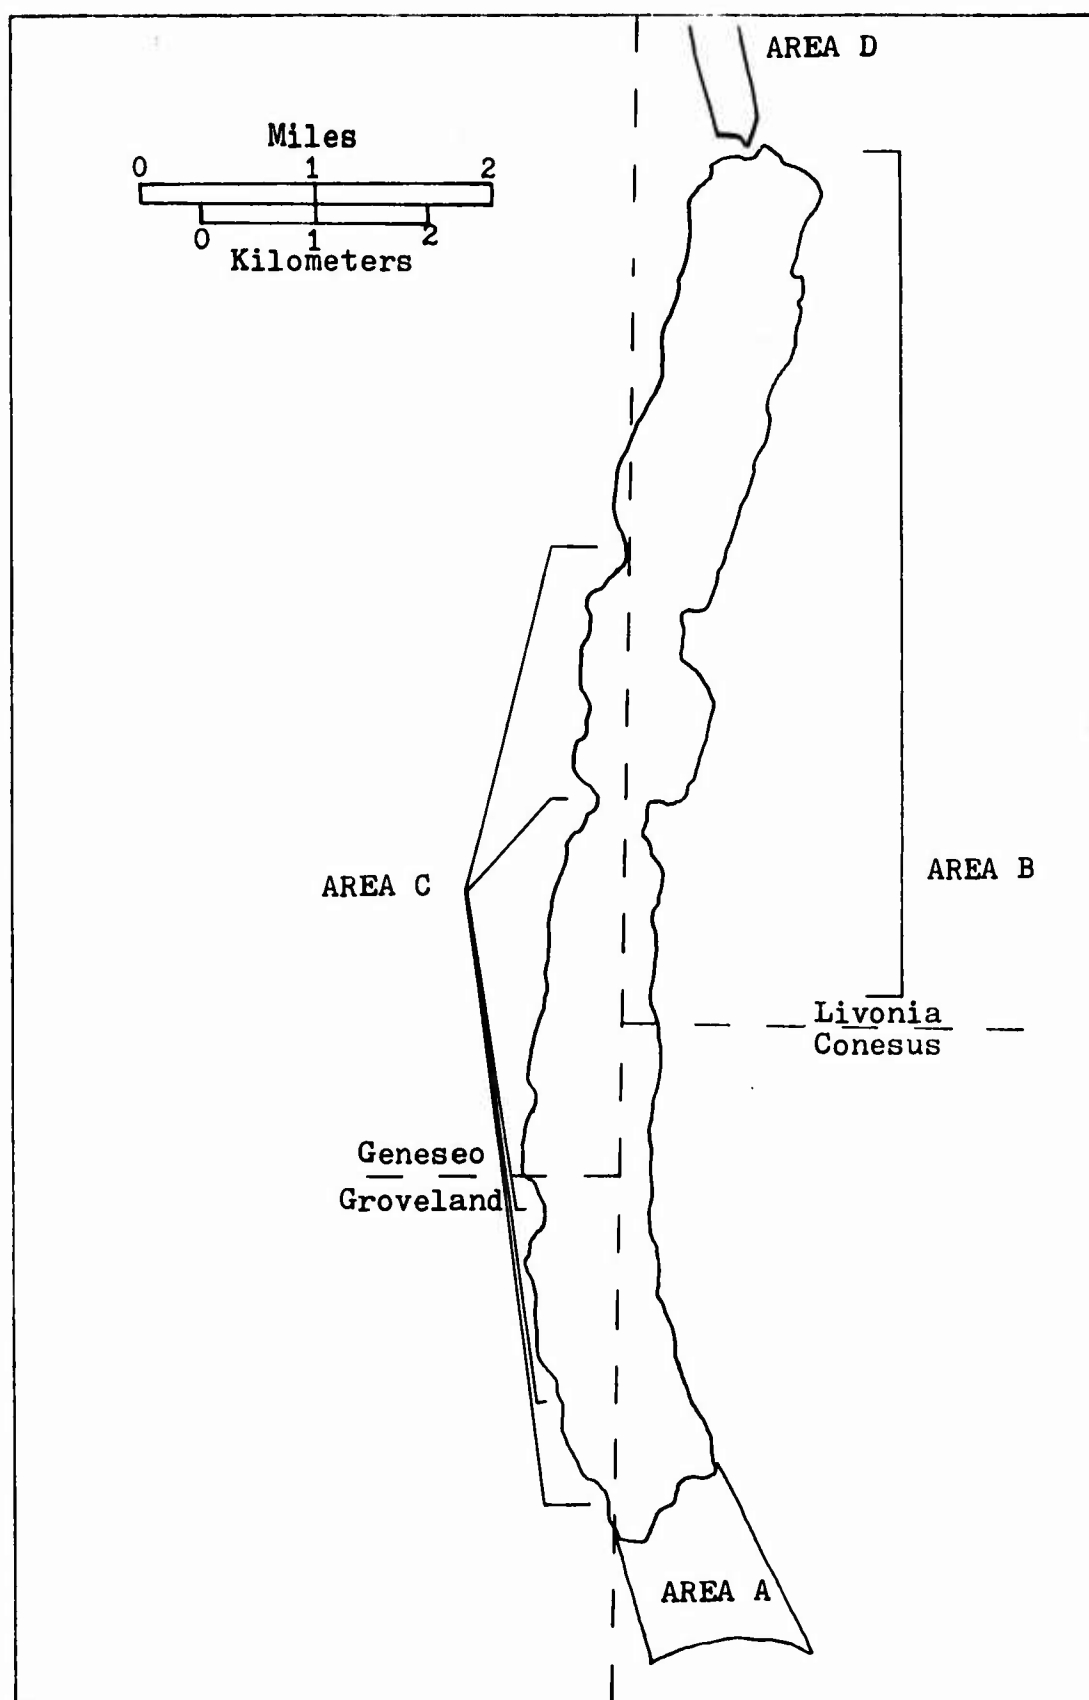 AREA D
Miles
0 1 2
0 1 2
Kilometers
AREA B
AREA C
Livonia
Conesus
Geneseo
Groveland
AREA A